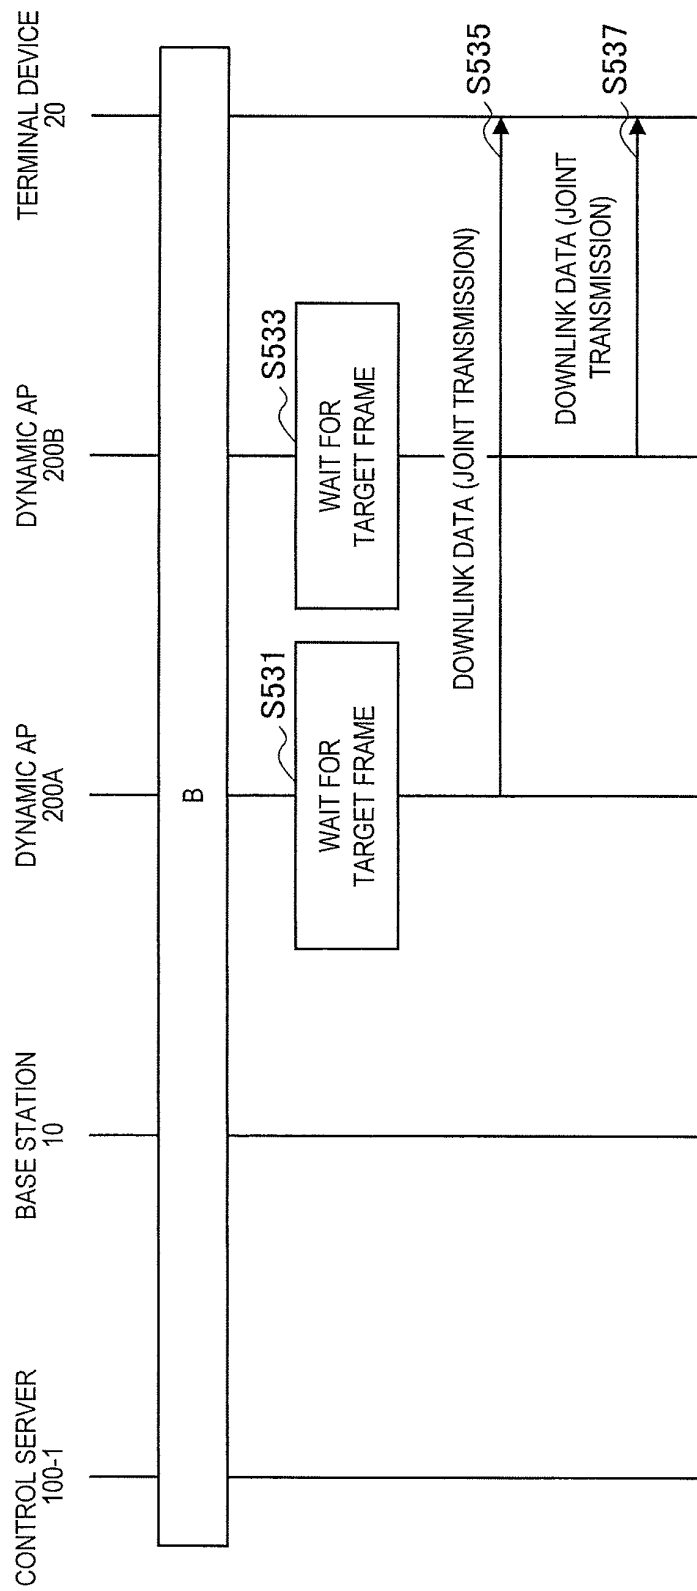 CONTROL SERVER
100-1
BASE STATION
10
DYNAMIC AP
200A
DYNAMIC AP
200B
TERMINAL DEVICE
20
B
S531
WAIT FOR
TARGET FRAME
S533
WAIT FOR
TARGET FRAME
DOWNLINK DATA (JOINT TRANSMISSION)
S535
DOWNLINK DATA (JOINT
TRANSMISSION)
S537